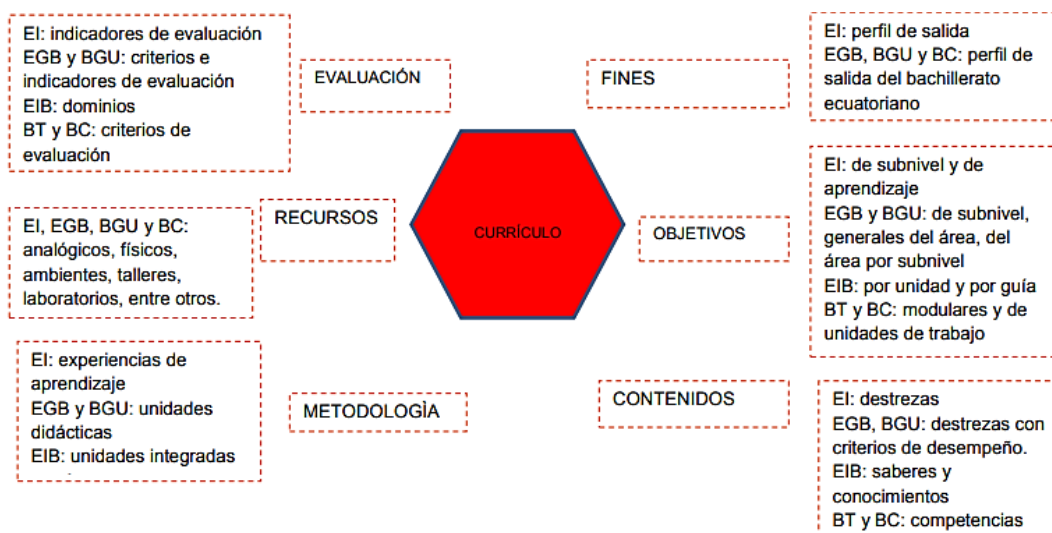 EI: indicadores de evaluación
EGB y BGU: criterios e
indicadores de evaluación
EIB: dominios
BT y BC: criterios de
evaluación
EVALUACIÓN
FINES
EI: perfil de salida
EGB, BGU y BC: perfil de
salida del bachillerato
ecuatoriano
EI, EGB, BGU y BC:
analógicos, físicos,
ambientes, talleres,
laboratorios, entre otros.
RECURSOS
CURRÍCULO
OBJETIVOS
EI: de subnivel y de
aprendizaje
EGB y BGU: de subnivel,
generales del área, del
área por subnivel
EIB: por unidad y por guía
BT y BC: modulares y de
unidades de trabajo
EI: experiencias de
aprendizaje
EGB y BGU: unidades
didácticas
EIB: unidades integradas
METODOLOGÌA
CONTENIDOS
EI: destrezas
EGB, BGU: destrezas con
criterios de desempeño.
EIB: saberes y
conocimientos
BT y BC: competencias